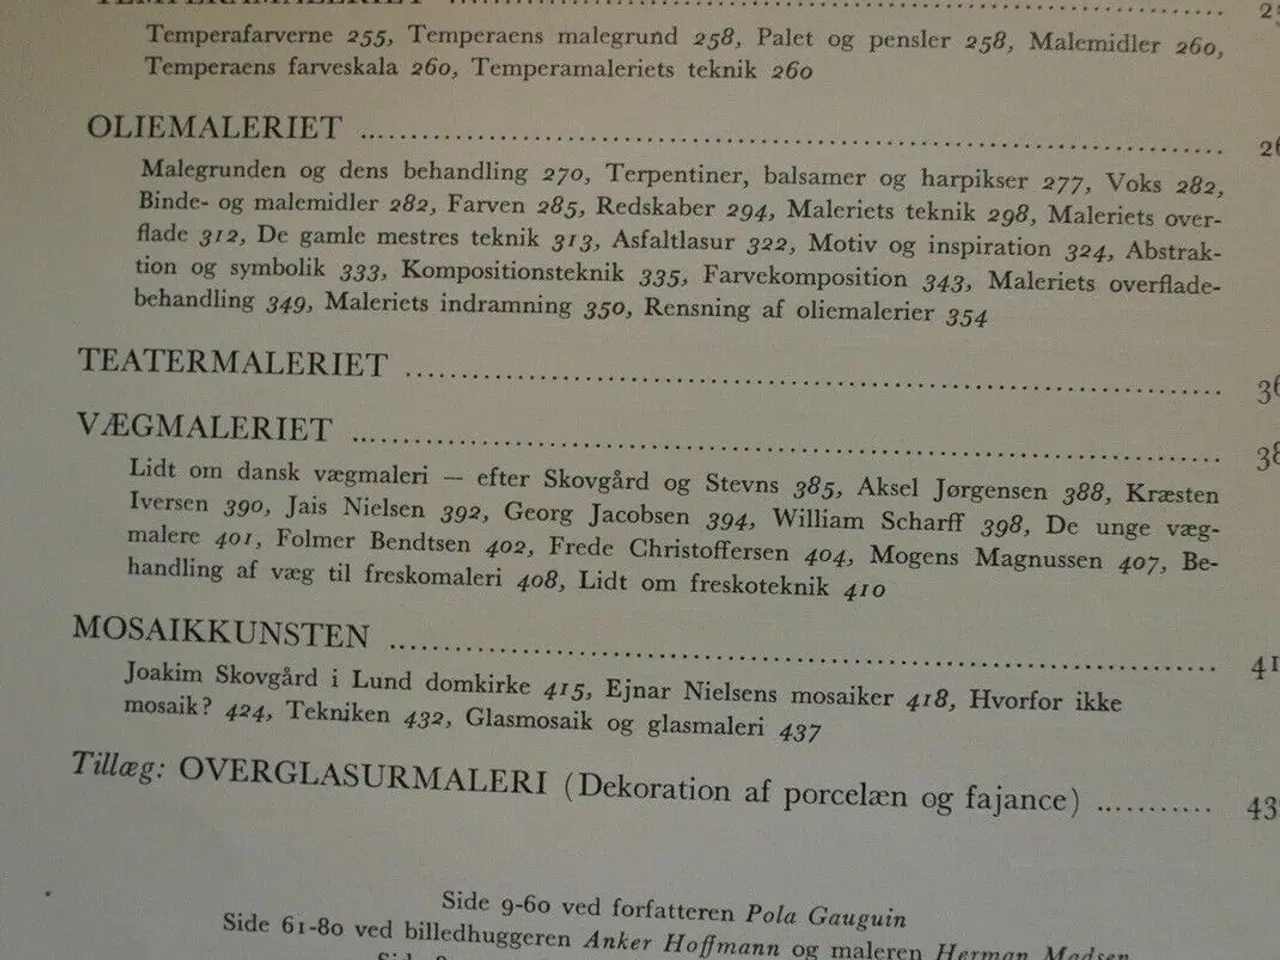 TEMPERAMALERIET
Temperafarverne 255, Temperaens malegrund 258, Palet og pensler 258, Malemidler 260,
Temperaens farveskala 260, Temperamaleriets teknik 260
OLIEMALERIET ....................
Malegrunden og dens behandling 270, Terpentiner, balsamer og harpikser 277, Voks 282,
Binde- og malemidler 282, Farven 285, Redskaber 294, Maleriets teknik 298, Maleriets over-
flade 312, De gamle mestres teknik 313, Asfaltlasur 322, Motiv og inspiration 324, Abstrak-
tion og symbolik 333, Kompositionsteknik 335, Farvekomposition 343, Maleriets overflade-
behandling 349, Maleriets indramning 350, Rensning af oliemalerier 354
TEATERMALERIET ....................
VÆGMALERIET ....................
Lidt om dansk vægmaleri — efter Skovgård og Stevns 385, Aksel Jørgensen 388, Kræsten
Iversen 390, Jais Nielsen 392, Georg Jacobsen 394, William Scharff 398, De unge væg-
malere 401, Folmer Bendtsen 402, Frede Christoffersen 404, Mogens Magnussen 407, Be-
handling af væg til freskomaleri 408, Lidt om freskoteknik 410
MOSAIKKUNSTEN ....................
Joakim Skovgård i Lund domkirke 415, Ejnar Nielsens mosaiker 418, Hvorfor ikke
mosaik? 424, Tekniken 432, Glasmosaik og glasmaleri 437
Tillæg: OVERGLASURMALERI (Dekoration af porcelæn og fajance) ...........
Side 9-60 ved forfatteren Pola Gauguin
Side 61-80 ved billedhuggeren Anker Hoffmann og maleren Herman Madsen